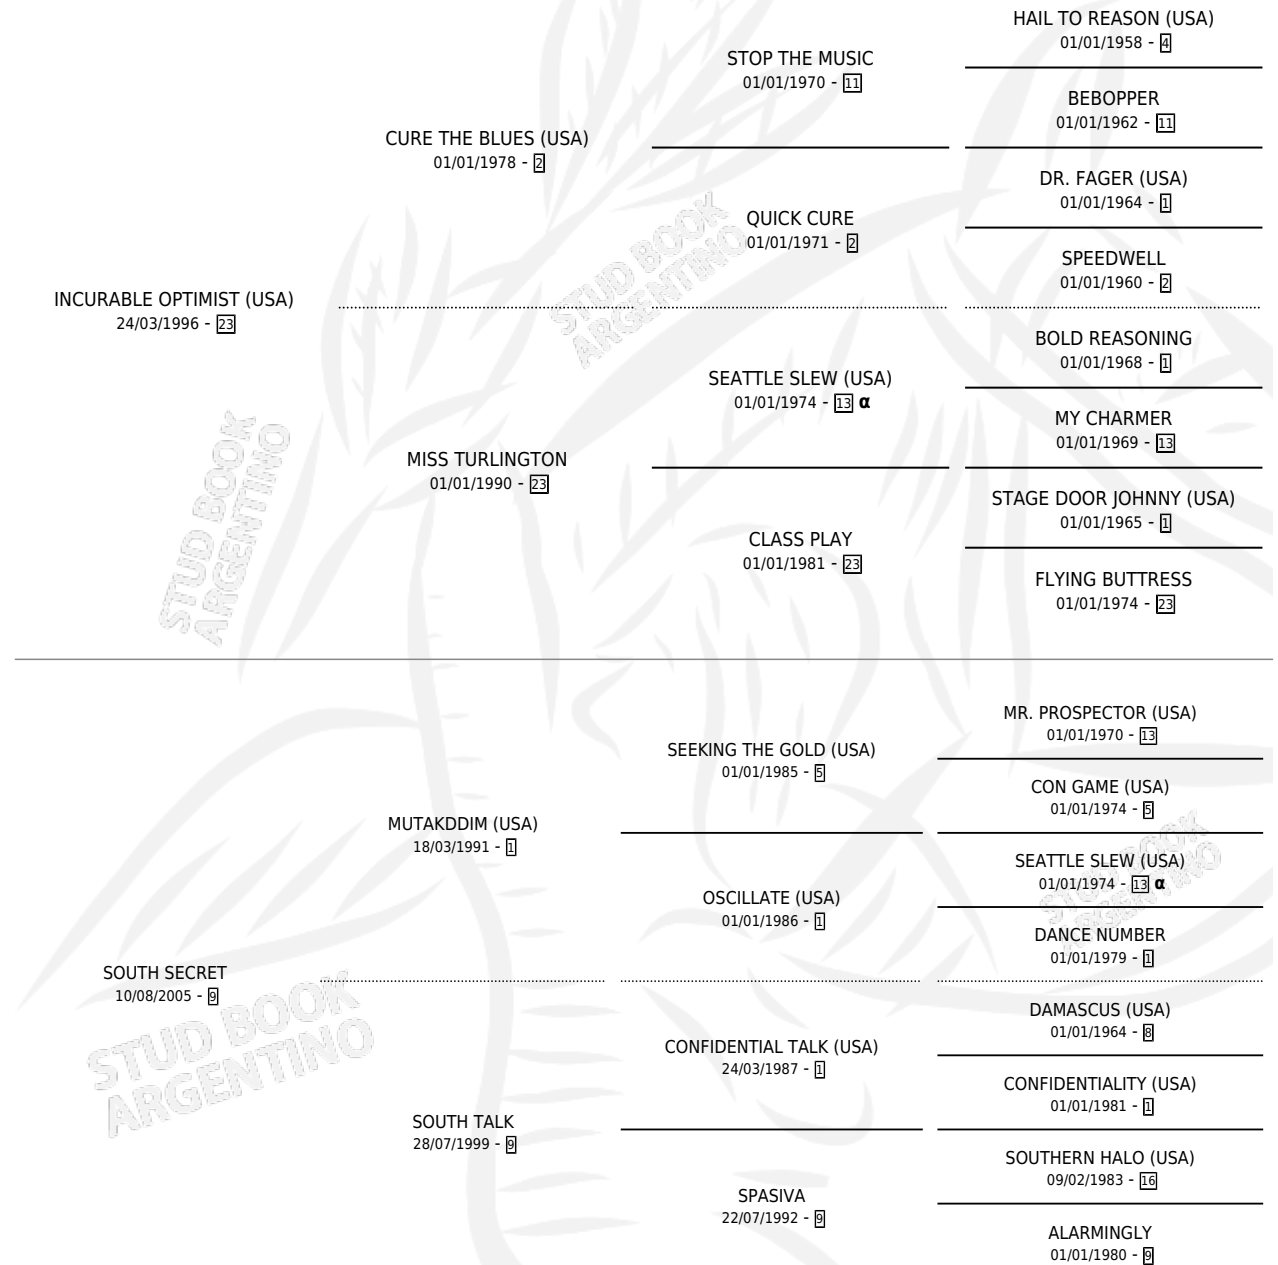 HAIL TO REASON (USA)
01/01/1958 - 4
STOP THE MUSIC
01/01/1970 - 11
BEBOPPER
01/01/1962 - 11
CURE THE BLUES (USA)
01/01/1978 - 2
DR. FAGER (USA)
01/01/1964 - 1
QUICK CURE
01/01/1971 - 2
SPEEDWELL
01/01/1960 - 2
INCURABLE OPTIMIST (USA)
24/03/1996 - 23
BOLD REASONING
01/01/1968 - 1
SEATTLE SLEW (USA)
01/01/1974 - 13 α
MY CHARMER
01/01/1969 - 13
MISS TURLINGTON
01/01/1990 - 23
STAGE DOOR JOHNNY (USA)
01/01/1965 - 1
CLASS PLAY
01/01/1981 - 23
FLYING BUTTRESS
01/01/1974 - 23
MR. PROSPECTOR (USA)
01/01/1970 - 13
SEEKING THE GOLD (USA)
01/01/1985 - 5
CON GAME (USA)
01/01/1974 - 5
MUTAKDDIM (USA)
18/03/1991 - 1
SEATTLE SLEW (USA)
01/01/1974 - 13 α
OSCILLATE (USA)
01/01/1986 - 1
DANCE NUMBER
01/01/1979 - 1
SOUTH SECRET
10/08/2005 - 9
DAMASCUS (USA)
01/01/1964 - 8
CONFIDENTIAL TALK (USA)
24/03/1987 - 1
CONFIDENTIALITY (USA)
01/01/1981 - 1
SOUTH TALK
28/07/1999 - 9
SOUTHERN HALO (USA)
09/02/1983 - 16
SPASIVA
22/07/1992 - 9
ALARMINGLY
01/01/1980 - 9
STUD BOOK
ARGENTINO
STUD BOOK
ARGENTINO
STUD BOOK
ARGENTINO
STUD BOOK
ARGENTINO